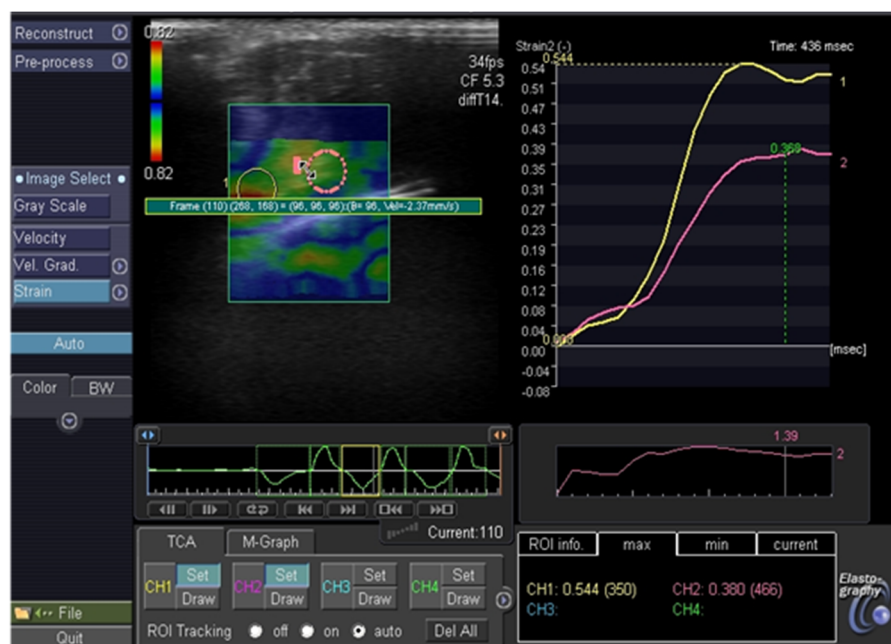 Reconstruct
Pre-process
Image Select
Gray Scale
Velocity
Vel. Grad.
Strain
Auto
Color BW
File
Quit
0.82
0.82
34fps
CF 5.3
diffT14.
1
Frame (110) (268, 168) = (96, 96, 96):(B= 96, Vel=-2.37mm/s)
Strain2 (-)
Time: 436 msec
0.544
0.54
0.51
0.47
0.43
0.39
0.35
0.31
0.27
0.23
0.19
0.16
0.12
0.08
0.04
0.00
-0.04
-0.08
1
2
[msec]
1.39
2
Current:110
TCA M-Graph
CH1 Set Draw
CH2 Set Draw
CH3 Set Draw
CH4 Set Draw
ROI Tracking off on auto Del All
ROI info. max min current
CH1: 0.544 (350) CH2: 0.380 (466)
CH3: CH4:
Elasto-
graphy